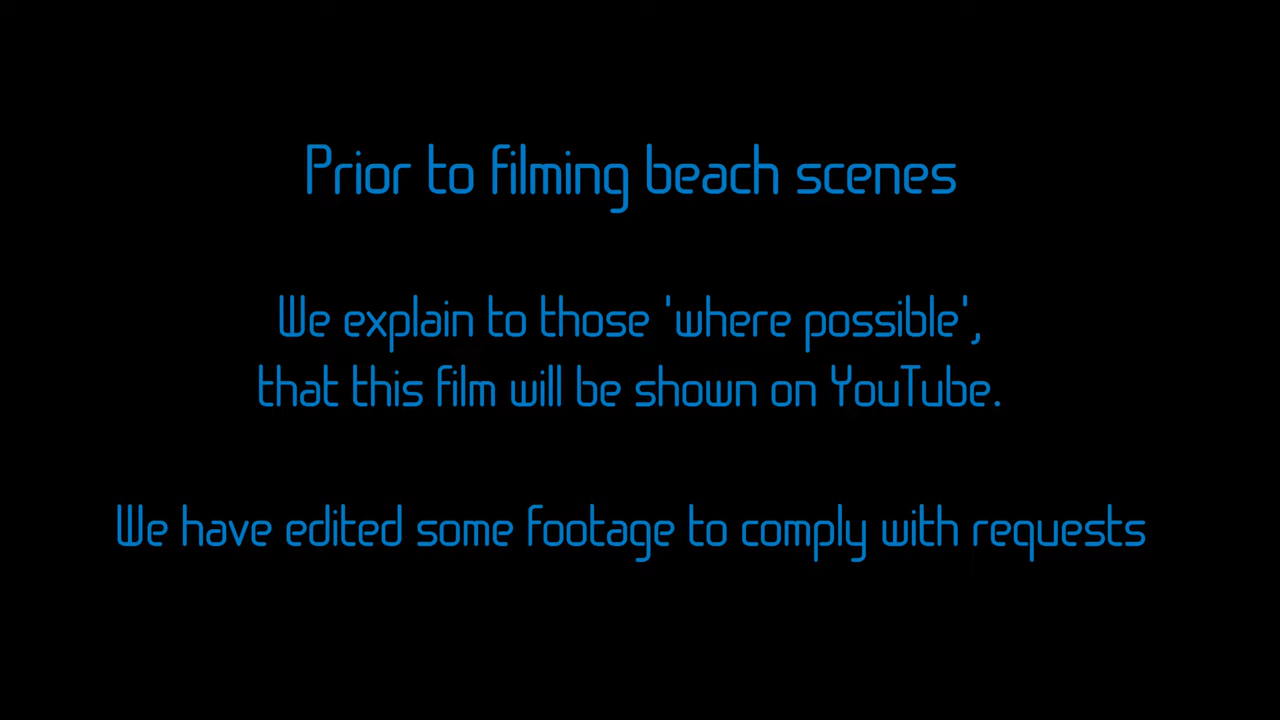 Prior to filming beach scenes
We explain to those 'where possible',
that this film will be shown on YouTube.
We have edited some footage to comply with requests